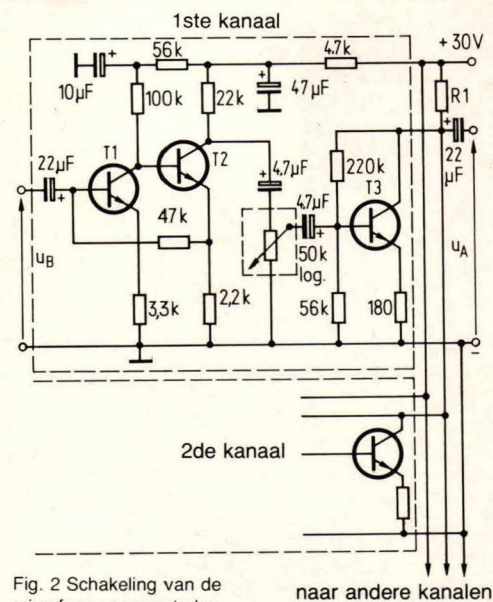 1ste kanaal
56k
4.7k
+30V
10µF
+
100k
22k
+
47µF
R1
22µF
+
T1
T2
4.7µF
+
220k
+
22
µF
4.7µF
+
T3
47k
50k
log.
u_B
u_A
3,3k
2,2k
56k
180
−
2de kanaal
Fig. 2 Schakeling van de
naar andere kanalen